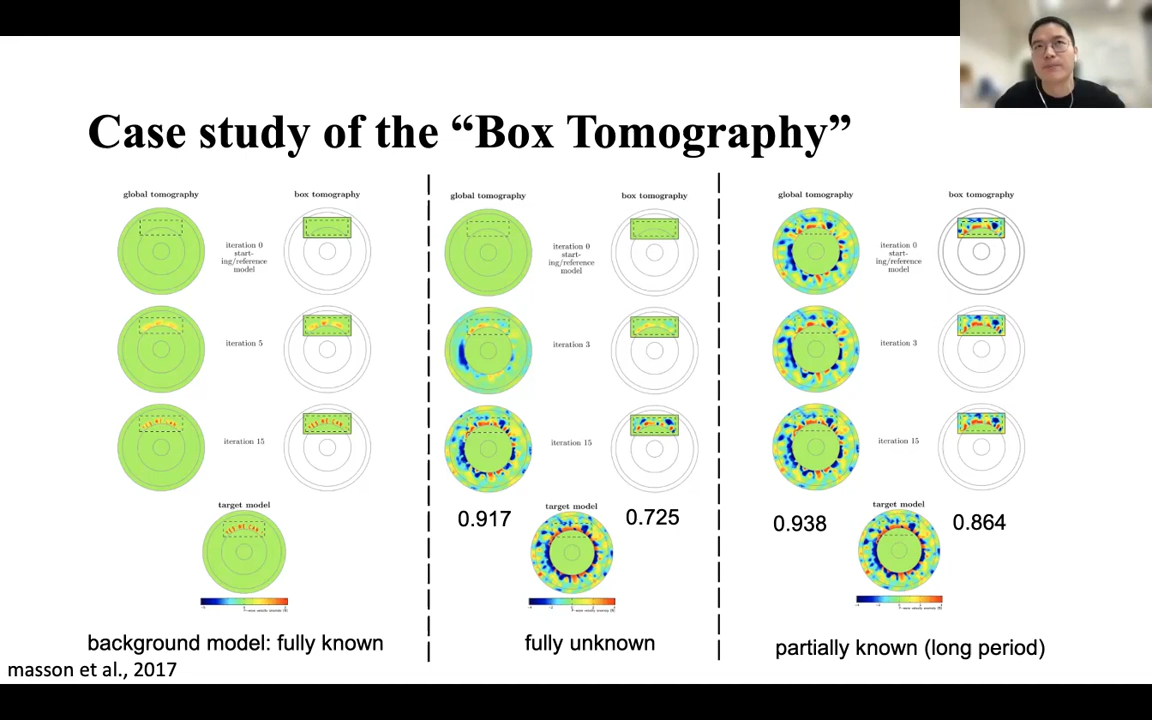 Case study of the “Box Tomography”
global tomography
box tomography
iteration 0
start-
ing/reference
model
iteration 5
iteration 15
target model
background model: fully known
masson et al., 2017
global tomography
box tomography
iteration 0
start-
ing/reference
model
iteration 3
iteration 15
0.917
target model
0.725
fully unknown
global tomography
box tomography
iteration 0
start-
ing/reference
model
iteration 3
iteration 15
0.938
target model
0.864
partially known (long period)